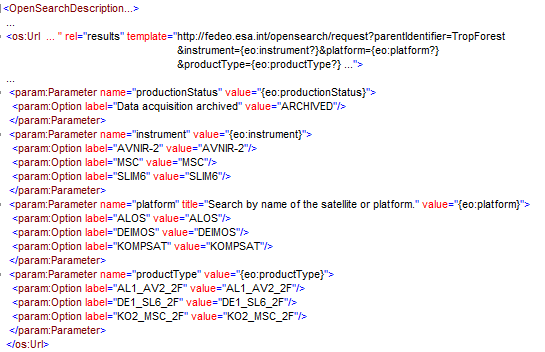 <OpenSearchDescription...>
...
<os:Url ... " rel="results" template="http://fedeo.esa.int/opensearch/request?parentIdentifier=TropForest
&instrument={eo:instrument?}&platform={eo:platform?}
&productType={eo:productType?} ...">
...
<param:Parameter name="productionStatus" value="{eo:productionStatus}">
<param:Option label="Data acquisition archived" value="ARCHIVED"/>
</param:Parameter>
<param:Parameter name="instrument" value="{eo:instrument}">
<param:Option label="AVNIR-2" value="AVNIR-2"/>
<param:Option label="MSC" value="MSC"/>
<param:Option label="SLIM6" value="SLIM6"/>
</param:Parameter>
<param:Parameter name="platform" title="Search by name of the satellite or platform." value="{eo:platform}">
<param:Option label="ALOS" value="ALOS"/>
<param:Option label="DEIMOS" value="DEIMOS"/>
<param:Option label="KOMPSAT" value="KOMPSAT"/>
</param:Parameter>
<param:Parameter name="productType" value="{eo:productType}">
<param:Option label="AL1_AV2_2F" value="AL1_AV2_2F"/>
<param:Option label="DE1_SL6_2F" value="DE1_SL6_2F"/>
<param:Option label="KO2_MSC_2F" value="KO2_MSC_2F"/>
</param:Parameter>
</os:Url>